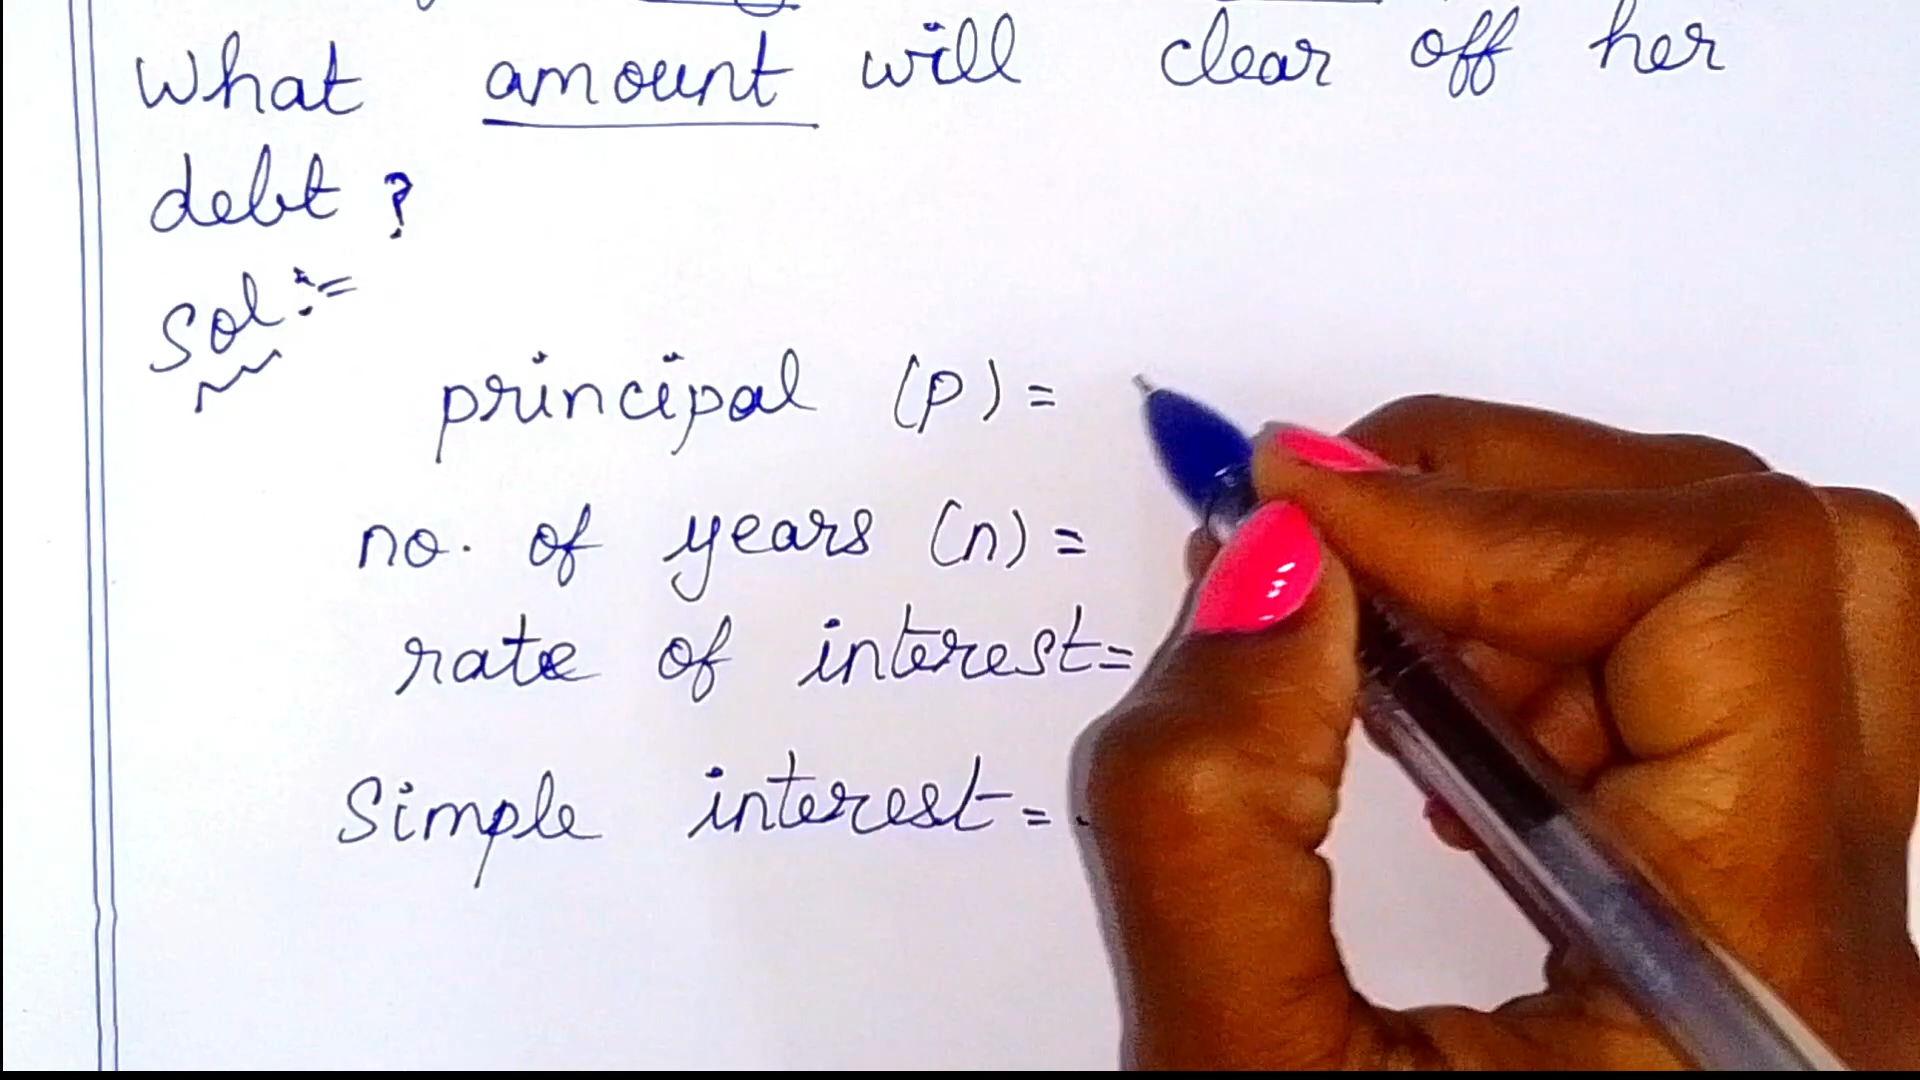 What amount will clear off her
debt?
Sol:=
principal (p) =
no. of years (n) =
rate of interest=
Simple interest=